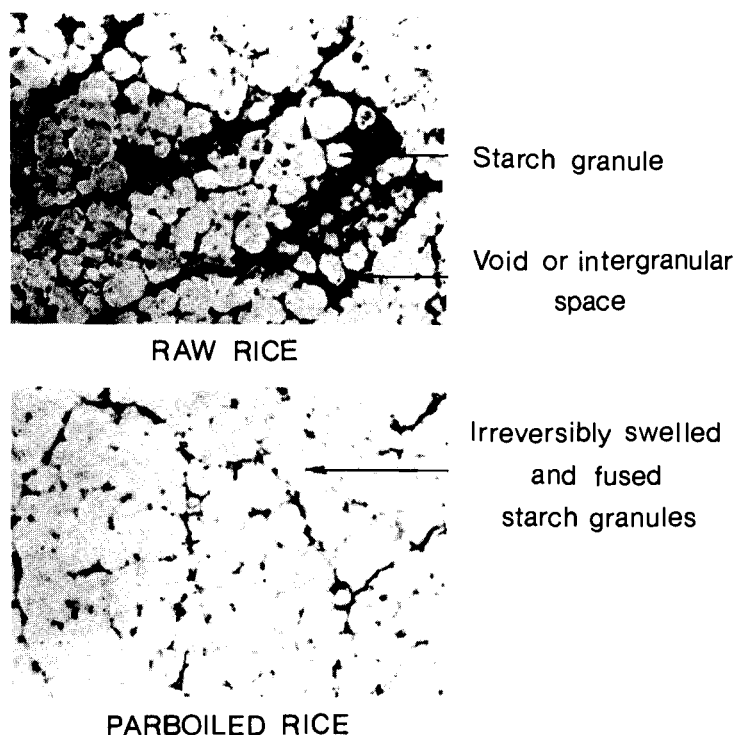 Starch granule
Void or intergranular
space
RAW RICE
Irreversibly swelled
and fused
starch granules
PARBOILED RICE